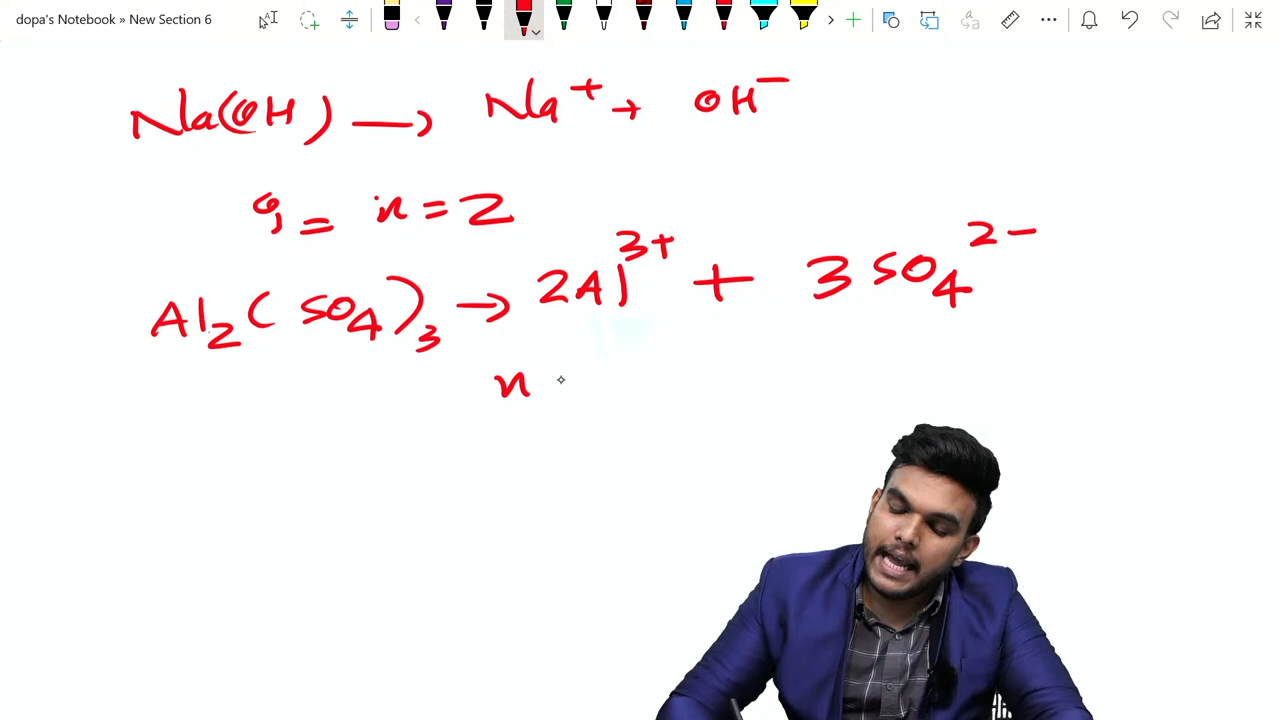 dopa's Notebook » New Section 6
Na(OH) → Na⁺ + OH⁻
i = n = 2
Al₂(SO₄)₃ → 2Al³⁺ + 3SO₄²⁻
n